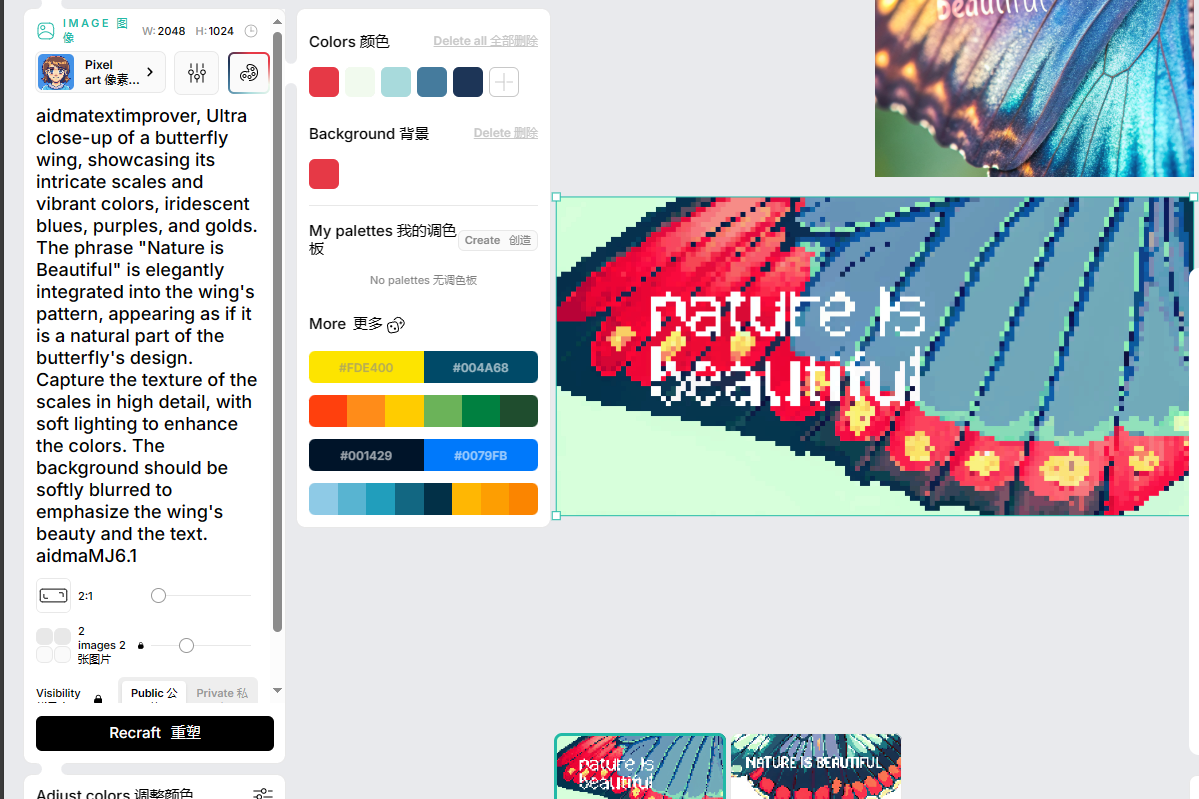 IMAGE 图
像
W: 2048 H: 1024
Pixel
art 像素...
aidmatextimprover, Ultra
close-up of a butterfly
wing, showcasing its
intricate scales and
vibrant colors, iridescent
blues, purples, and golds.
The phrase "Nature is
Beautiful" is elegantly
integrated into the wing's
pattern, appearing as if it
is a natural part of the
butterfly's design.
Capture the texture of the
scales in high detail, with
soft lighting to enhance
the colors. The
background should be
softly blurred to
emphasize the wing's
beauty and the text.
aidmaMJ6.1
2:1
2
images 2
张图片
Visibility
Public 公
Private 私
Recraft 重塑
Adjust colors 调整颜色
Colors 颜色
Delete all 全部删除
Background 背景
Delete 删除
My palettes 我的调色
板
Create 创造
No palettes 无调色板
More 更多
#FDE400 #004A68
#001429 #0079FB
beautiful
nature is
beautiful
nature is
beautiful
NATURE IS BEAUTIFUL